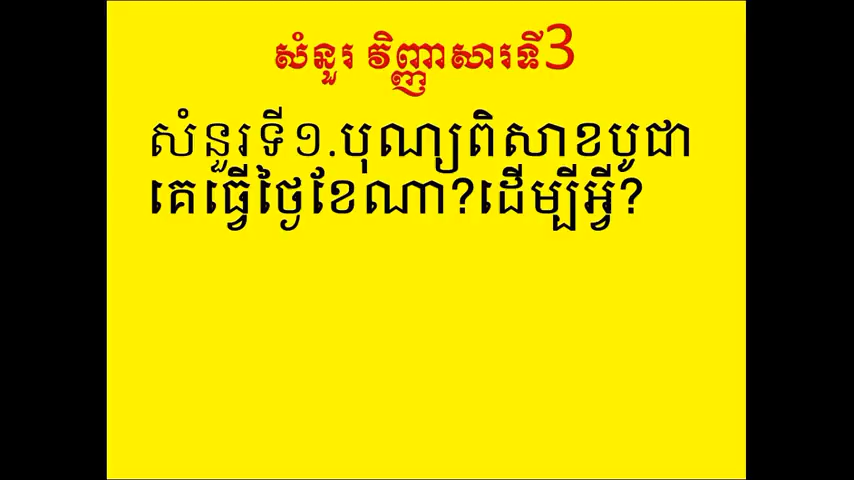 សំនួរ វិញ្ញាសារទី3
សំនួរទី១.បុណ្យពិសាខបូជា
គេធ្វើថ្ងៃខែណា?ដើម្បីអ្វី?